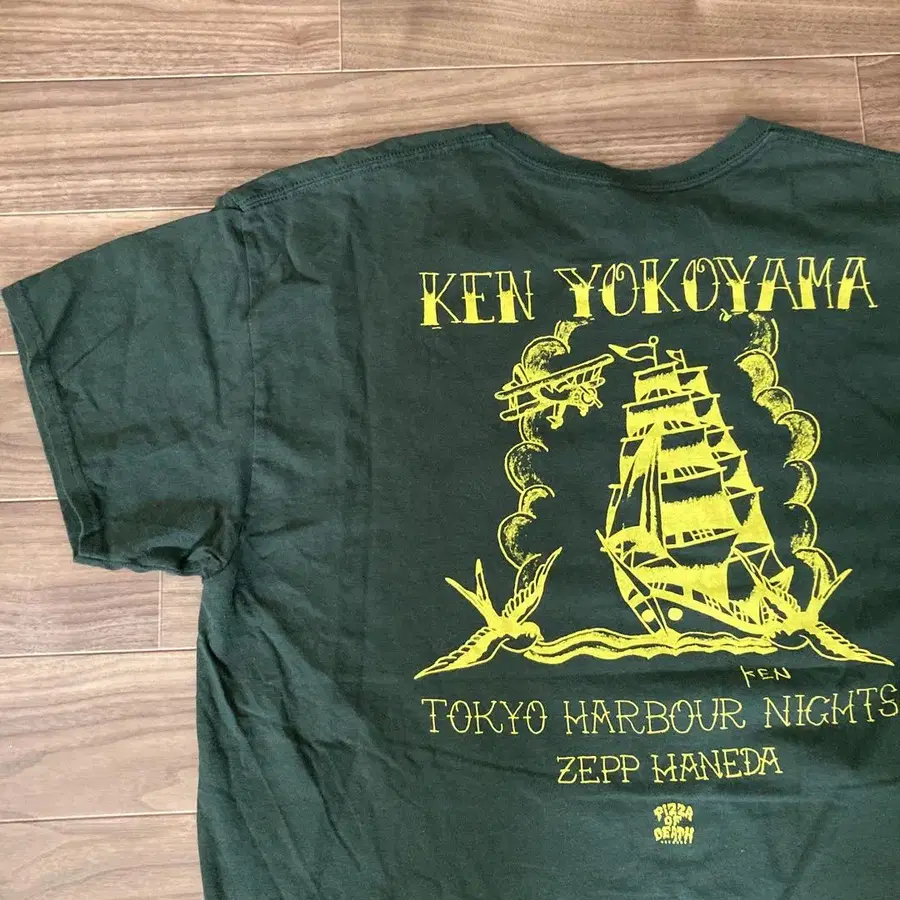 KEN YOKOYAMA
KEN
TOKYO HARBOUR NIGHTS
ZEPP HANEDA
PIZZA
OF
DEATH